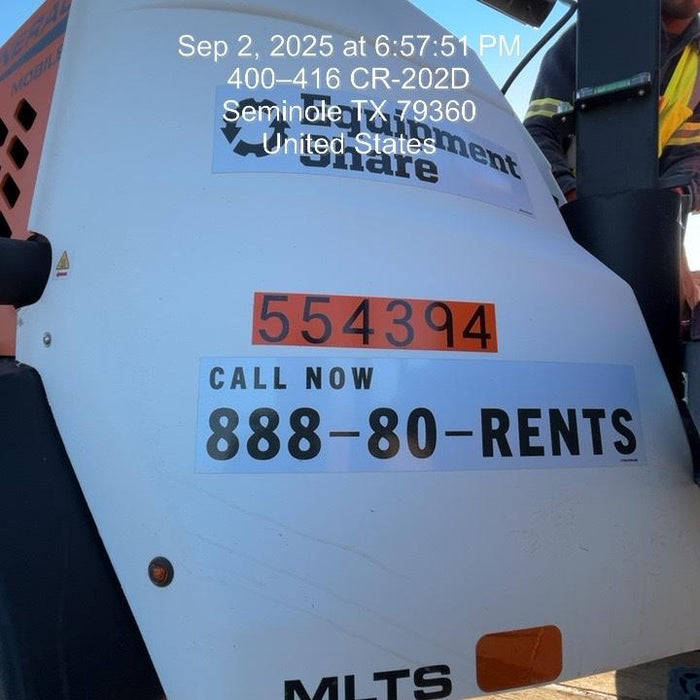 Sep 2, 2025 at 6:57:51 PM
400–416 CR-202D
Seminole TX 79360
United States
Equipment
Share
554394
CALL NOW
888-80-RENTS
MLTS
MOBILE